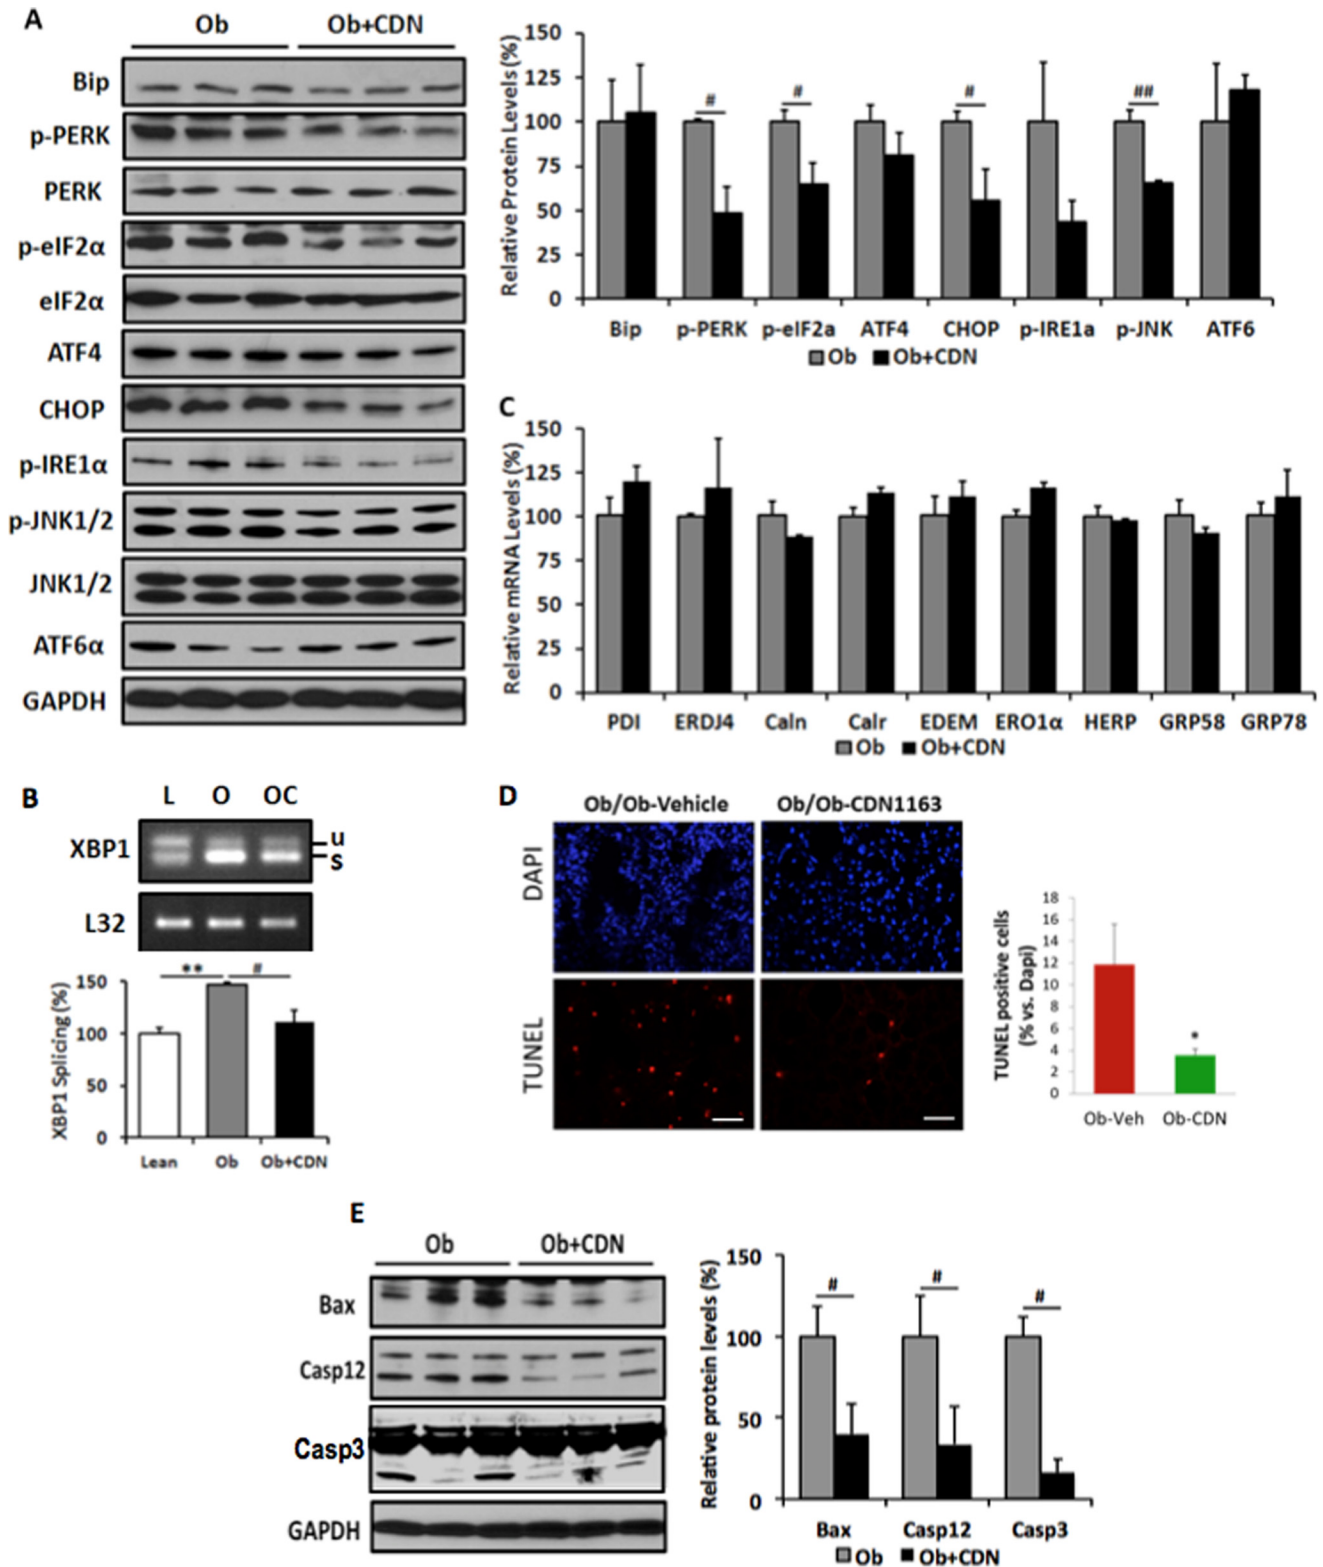 A
Ob Ob+CDN
Bip
p-PERK
PERK
p-eIF2α
eIF2α
ATF4
CHOP
p-IRE1α
p-JNK1/2
JNK1/2
ATF6α
GAPDH
Relative Protein Levels (%)
150
125
100
75
50
25
0
# # # ##
Bip p-PERK p-eIF2a ATF4 CHOP p-IRE1a p-JNK ATF6
Ob Ob+CDN
C
Relative mRNA Levels (%)
150
125
100
75
50
25
0
PDI ERDJ4 Caln Calr EDEM ERO1α HERP GRP58 GRP78
Ob Ob+CDN
B
L O OC
XBP1
u
s
L32
XBP1 Splicing (%)
150
100
50
0
** #
Lean Ob Ob+CDN
D
Ob/Ob-Vehicle Ob/Ob-CDN1163
DAPI
TUNEL
TUNEL positive cells
(% vs. Dapi)
18
16
14
12
10
8
6
4
2
0
*
Ob-Veh Ob-CDN
E
Ob Ob+CDN
Bax
Casp12
Casp3
GAPDH
Relative protein levels (%)
150
100
50
0
# # #
Bax Casp12 Casp3
Ob Ob+CDN